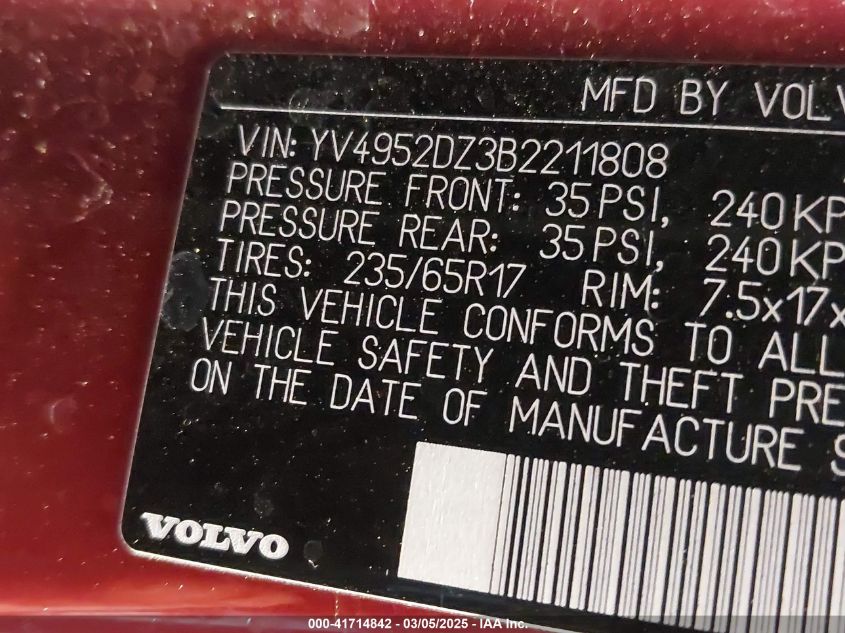 MFD BY VOLV
VIN: YV4952DZ3B2211808
PRESSURE FRONT: 35 PSI, 240 KP
PRESSURE REAR: 35 PSI, 240 KP
TIRES: 235/65R17 RIM: 7.5x17x
THIS VEHICLE CONFORMS TO ALL
VEHICLE SAFETY AND THEFT PRE
ON THE DATE OF MANUFACTURE S
VOLVO
000-41714842 - 03/05/2025 - IAA Inc.